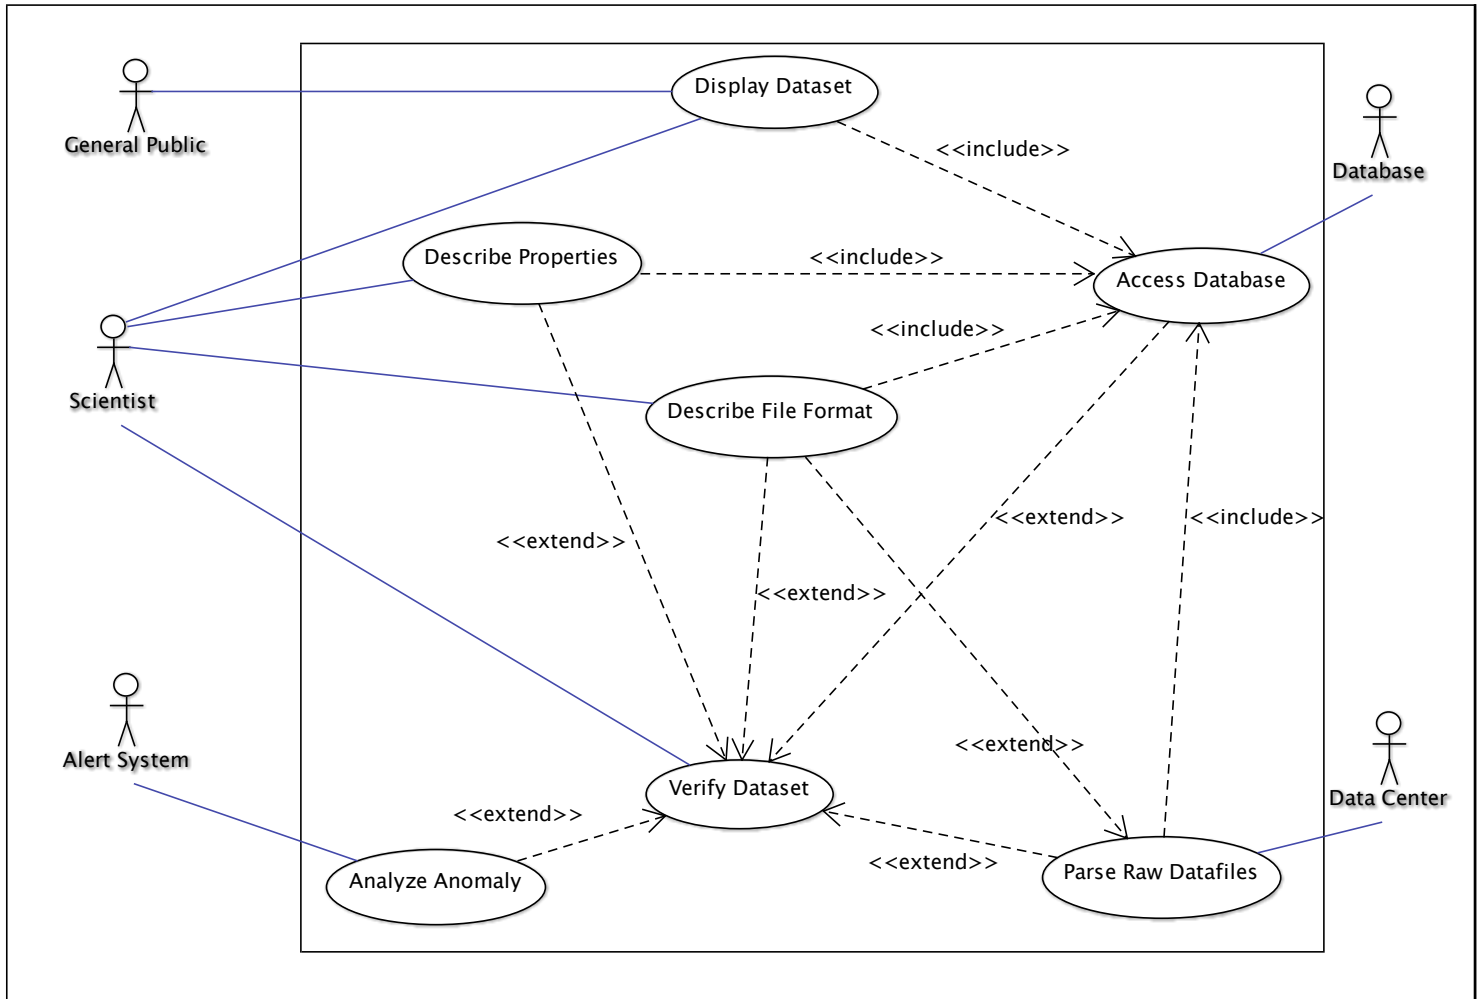 Display Dataset
General Public
<<include>>
Database
Describe Properties
<<include>>
Access Database
<<include>>
Scientist
Describe File Format
<<extend>>
<<include>>
<<extend>>
<<extend>>
<<extend>>
Alert System
Verify Dataset
Data Center
<<extend>>
<<extend>>
Parse Raw Datafiles
Analyze Anomaly